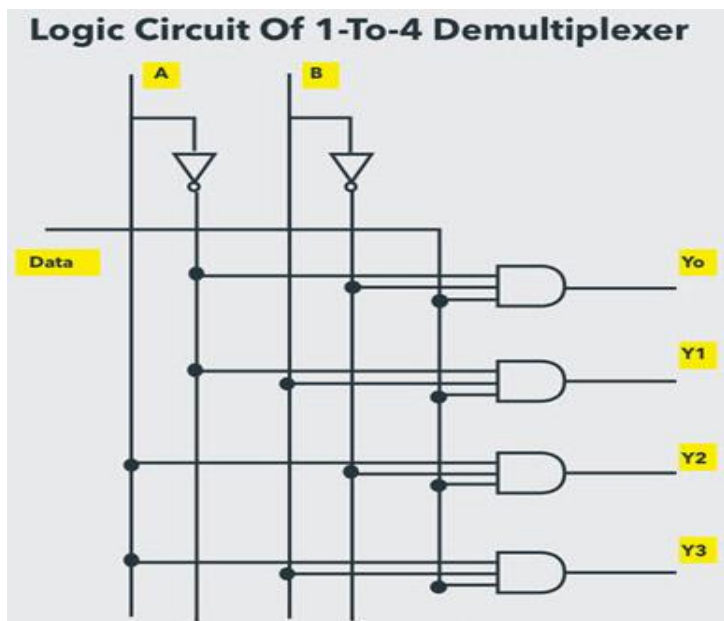 Logic Circuit Of 1-To-4 Demultiplexer
A
B
Data
Yo
Y1
Y2
Y3